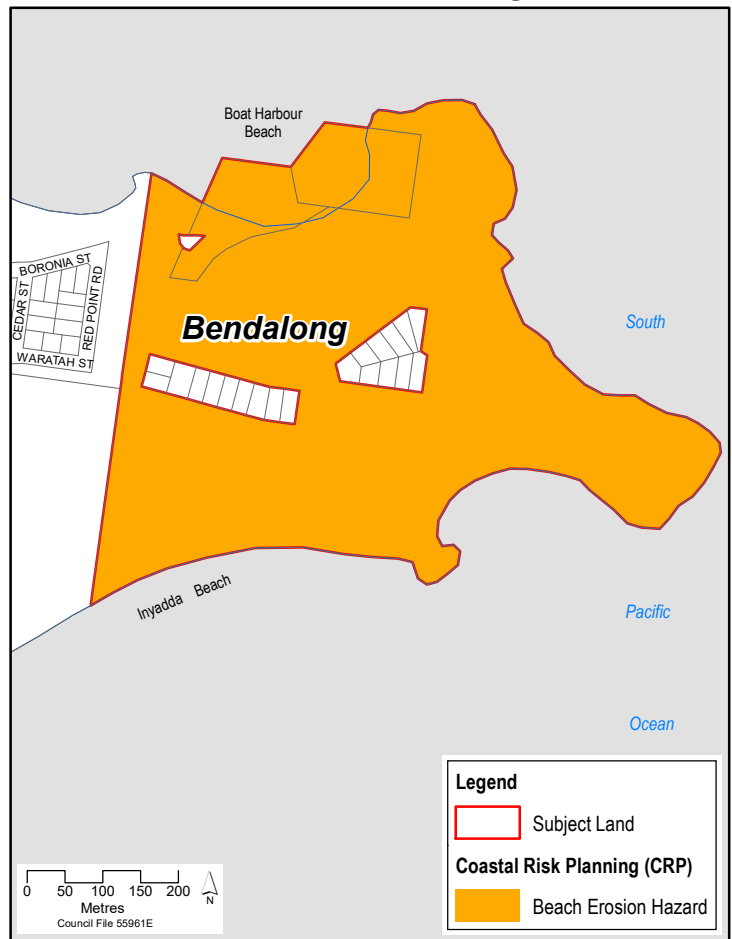 Boat Harbour
Beach
BORONIA ST
CEDAR ST
RED POINT RD
WARATAH ST
Bendalong
South
Inyadda Beach
Pacific
Ocean
Legend
Subject Land
Coastal Risk Planning (CRP)
Beach Erosion Hazard
0 50 100 150 200
Metres
N
Council File 55961E